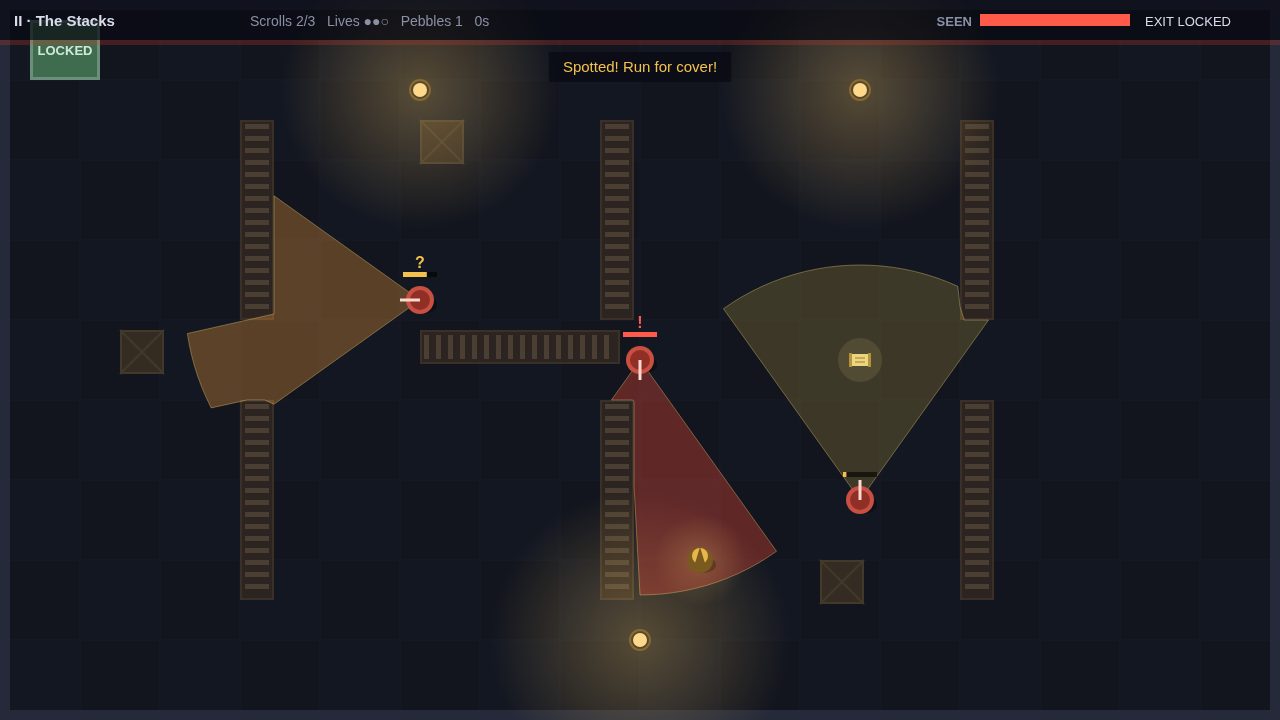 II · The Stacks
Scrolls 2/3 Lives ●●○ Pebbles 1 0s
SEEN
EXIT LOCKED
LOCKED
Spotted! Run for cover!
?
!